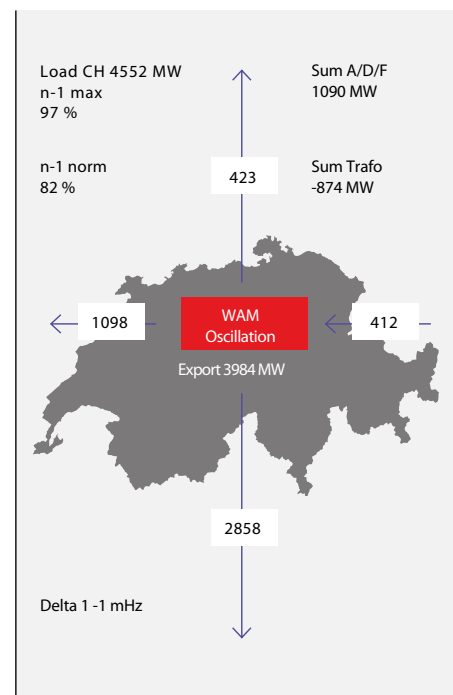 Load CH 4552 MW
n-1 max
97 %
Sum A/D/F
1090 MW
n-1 norm
82 %
Sum Trafo
-874 MW
423
1098
WAM
Oscillation
412
Export 3984 MW
2858
Delta 1 -1 mHz